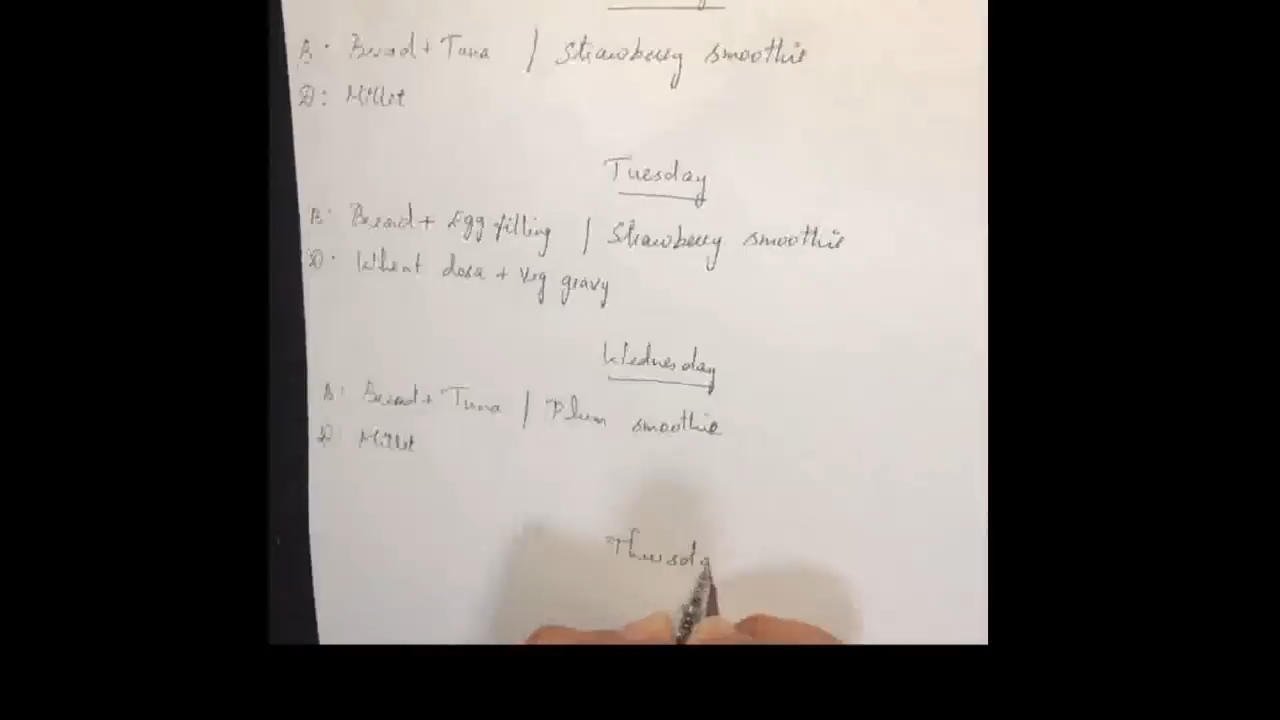 B: Bread + Tuna / Strawberry smoothie
D: Millet
Tuesday
B: Bread + Egg filling / Strawberry smoothie
D: Wheat dosa + Veg gravy
Wednesday
B: Bread + Tuna / Plum smoothie
D: Millet
Thursda